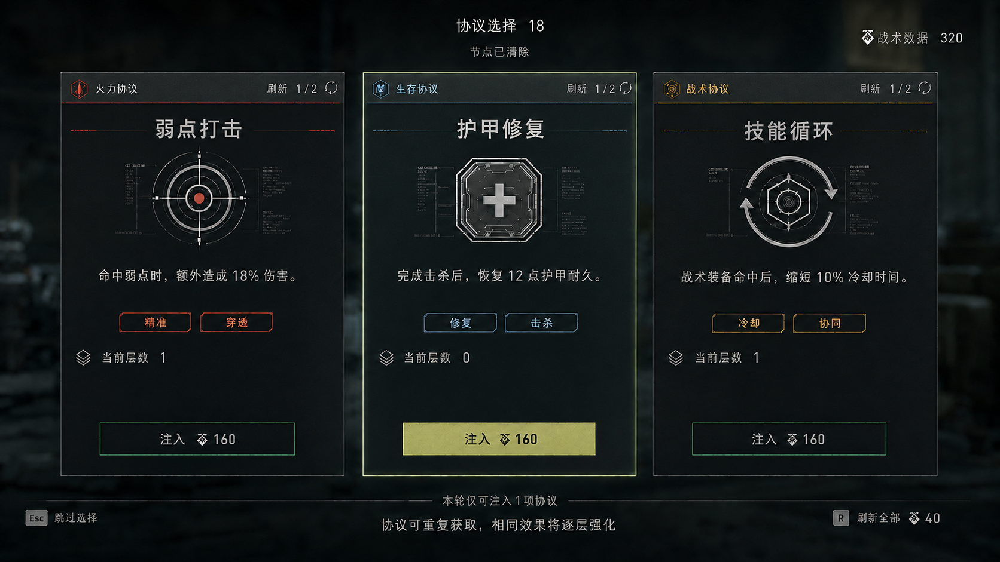 协议选择 18
节点已清除
战术数据 320
火力协议 刷新 1/2
弱点打击
命中弱点时，额外造成 18% 伤害。
精准 穿透
当前层数 1
注入 160
生存协议 刷新 1/2
护甲修复
完成击杀后，恢复 12 点护甲耐久。
修复 击杀
当前层数 0
注入 160
战术协议 刷新 1/2
技能循环
战术装备命中后，缩短 10% 冷却时间。
冷却 协同
当前层数 1
注入 160
本轮仅可注入 1 项协议
Esc 跳过选择
协议可重复获取，相同效果将逐层强化
R 刷新全部 40